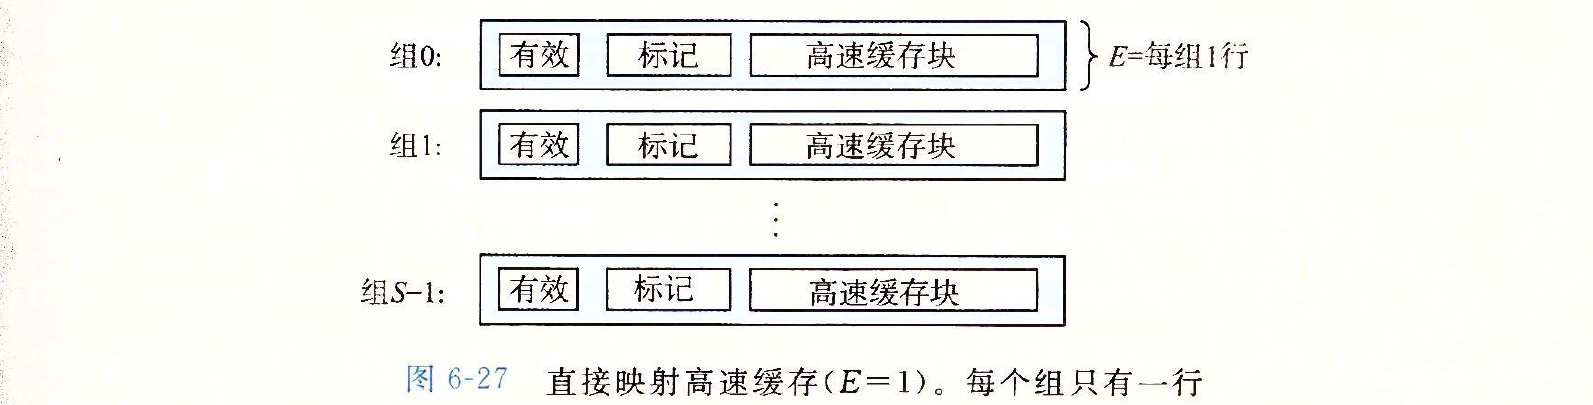 组0: 有效 标记 高速缓存块 E=每组1行
组1: 有效 标记 高速缓存块
⋮
组S-1: 有效 标记 高速缓存块
图 6-27 直接映射高速缓存(E=1)。每个组只有一行